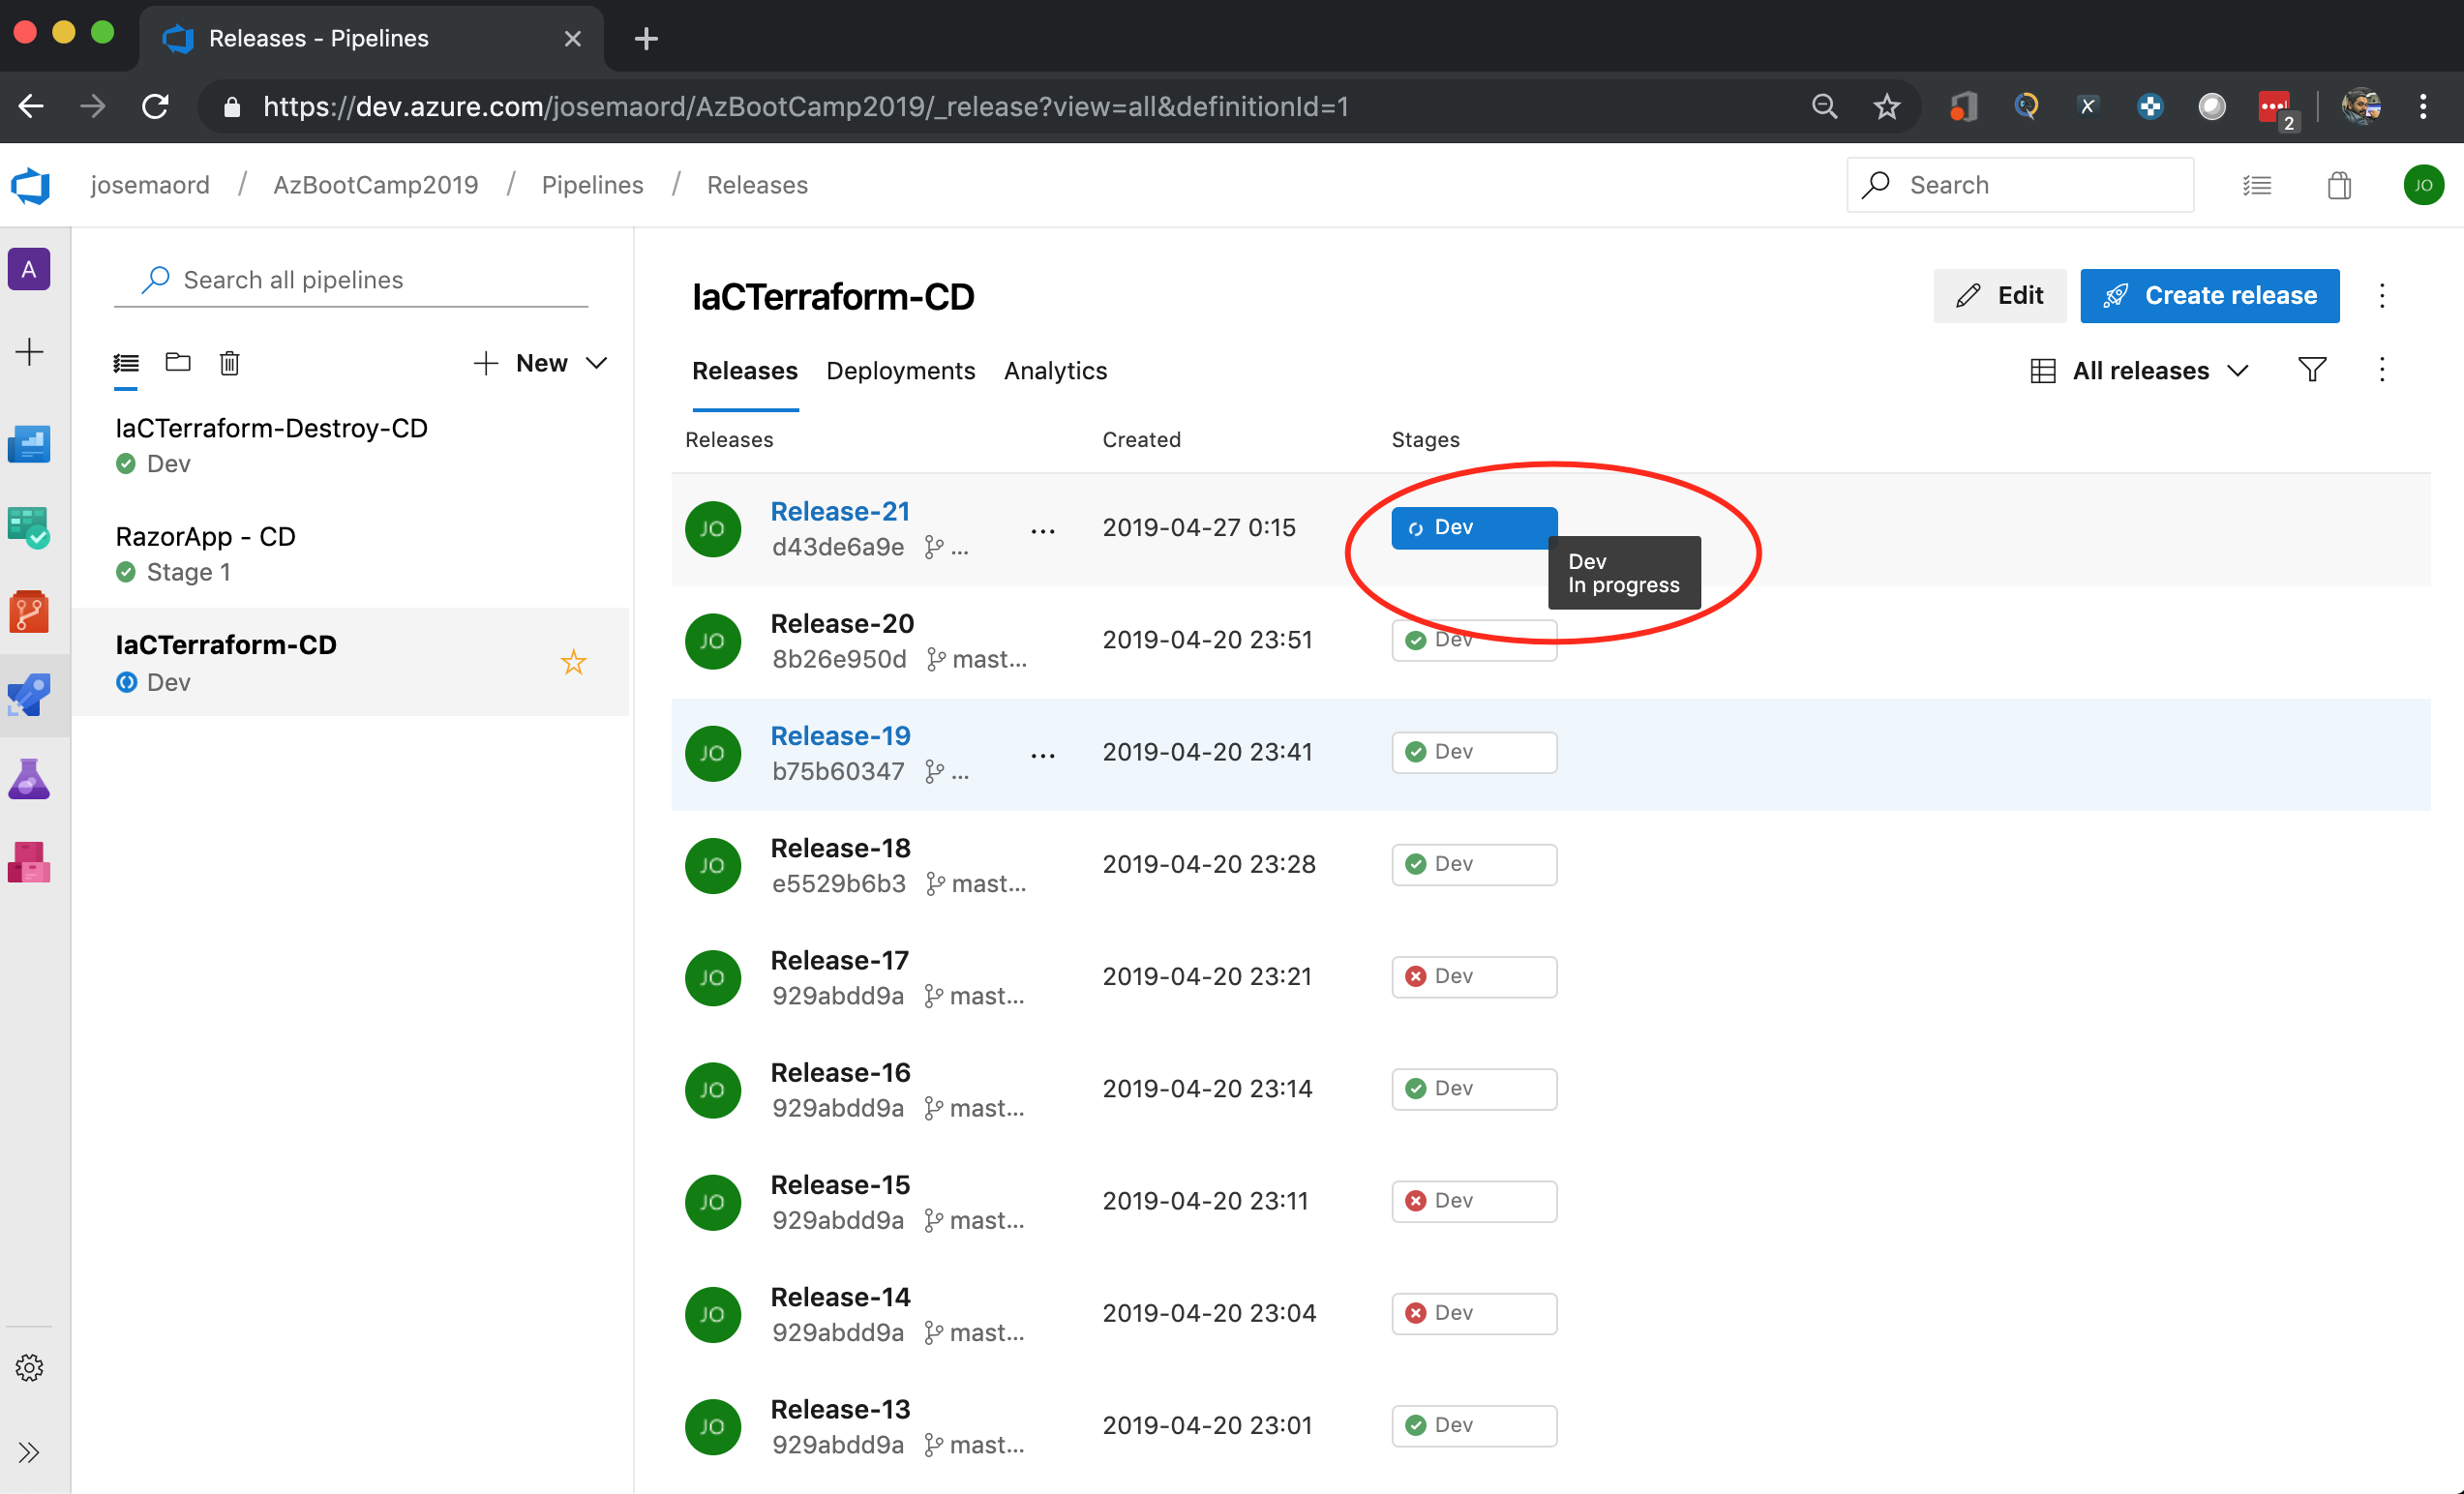 Releases - Pipelines
https://dev.azure.com/josemaord/AzBootCamp2019/_release?view=all&definitionId=1
2
josemaord / AzBootCamp2019 / Pipelines / Releases
Search
JO
A
Search all pipelines
New
IaCTerraform-Destroy-CD
Dev
RazorApp - CD
Stage 1
IaCTerraform-CD
Dev
IaCTerraform-CD
Edit
Create release
Releases Deployments Analytics
All releases
Releases Created Stages
JO Release-21 ... 2019-04-27 0:15 Dev
d43de6a9e ...
Dev
In progress
JO Release-20 2019-04-20 23:51 Dev
8b26e950d mast...
JO Release-19 ... 2019-04-20 23:41 Dev
b75b60347 ...
JO Release-18 2019-04-20 23:28 Dev
e5529b6b3 mast...
JO Release-17 2019-04-20 23:21 Dev
929abdd9a mast...
JO Release-16 2019-04-20 23:14 Dev
929abdd9a mast...
JO Release-15 2019-04-20 23:11 Dev
929abdd9a mast...
JO Release-14 2019-04-20 23:04 Dev
929abdd9a mast...
JO Release-13 2019-04-20 23:01 Dev
929abdd9a mast...